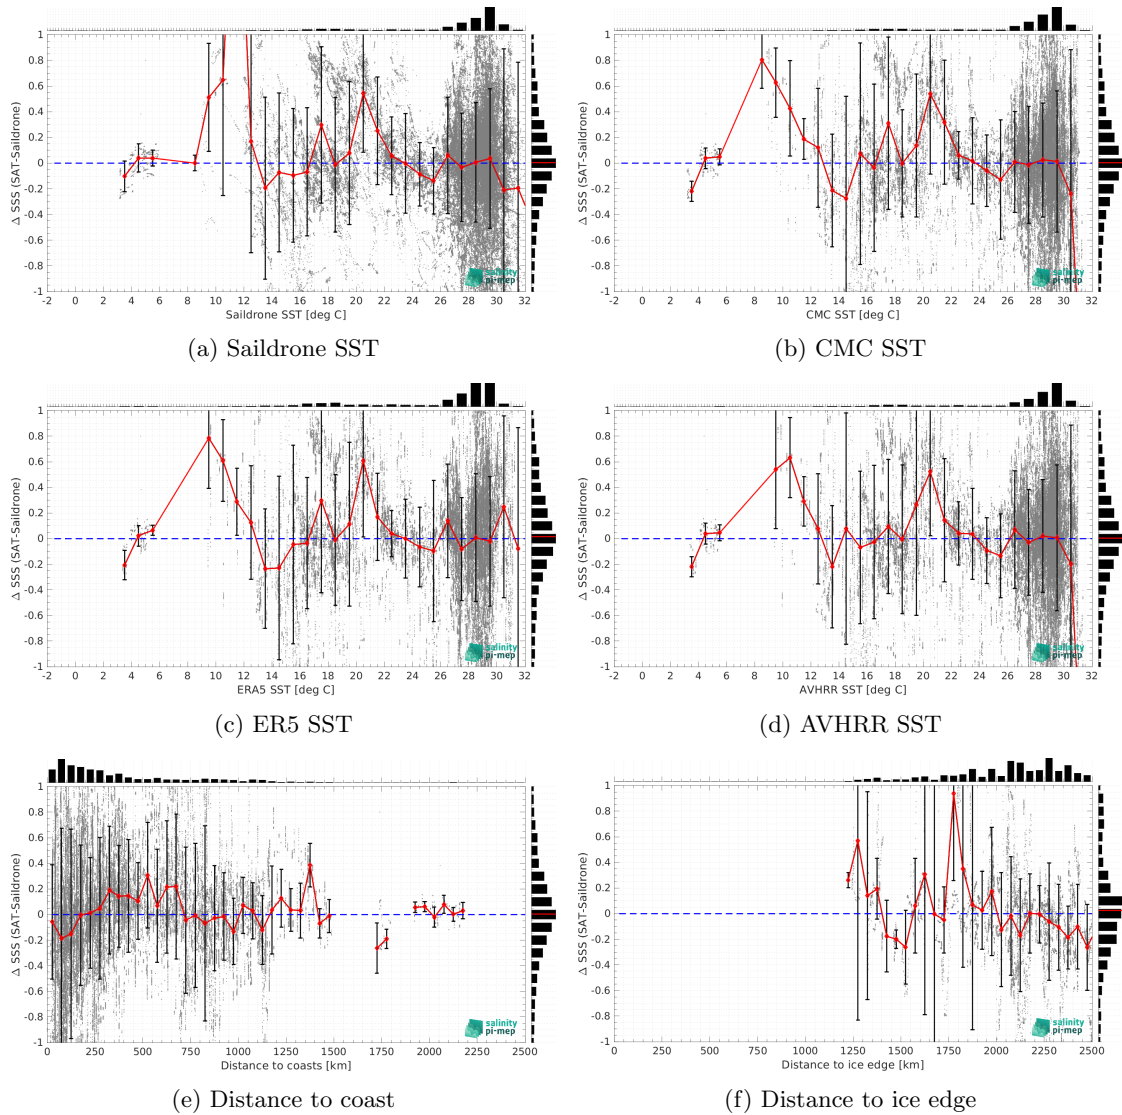 1
0.8
0.6
0.4
0.2
0
-0.2
-0.4
-0.6
-0.8
-1
Δ SSS (SAT-Saildrone)
salinity
pi-mep
-2 0 2 4 6 8 10 12 14 16 18 20 22 24 26 28 30 32
Saildrone SST [deg C]
(a) Saildrone SST
1
0.8
0.6
0.4
0.2
0
-0.2
-0.4
-0.6
-0.8
-1
Δ SSS (SAT-Saildrone)
salinity
pi-mep
-2 0 2 4 6 8 10 12 14 16 18 20 22 24 26 28 30 32
CMC SST [deg C]
(b) CMC SST
1
0.8
0.6
0.4
0.2
0
-0.2
-0.4
-0.6
-0.8
-1
Δ SSS (SAT-Saildrone)
salinity
pi-mep
-2 0 2 4 6 8 10 12 14 16 18 20 22 24 26 28 30 32
ERA5 SST [deg C]
(c) ER5 SST
1
0.8
0.6
0.4
0.2
0
-0.2
-0.4
-0.6
-0.8
-1
Δ SSS (SAT-Saildrone)
salinity
pi-mep
-2 0 2 4 6 8 10 12 14 16 18 20 22 24 26 28 30 32
AVHRR SST [deg C]
(d) AVHRR SST
1
0.8
0.6
0.4
0.2
0
-0.2
-0.4
-0.6
-0.8
-1
Δ SSS (SAT-Saildrone)
salinity
pi-mep
0 250 500 750 1000 1250 1500 1750 2000 2250 2500
Distance to coasts [km]
(e) Distance to coast
1
0.8
0.6
0.4
0.2
0
-0.2
-0.4
-0.6
-0.8
-1
Δ SSS (SAT-Saildrone)
salinity
pi-mep
0 250 500 750 1000 1250 1500 1750 2000 2250 2500
Distance to ice edge [km]
(f) Distance to ice edge